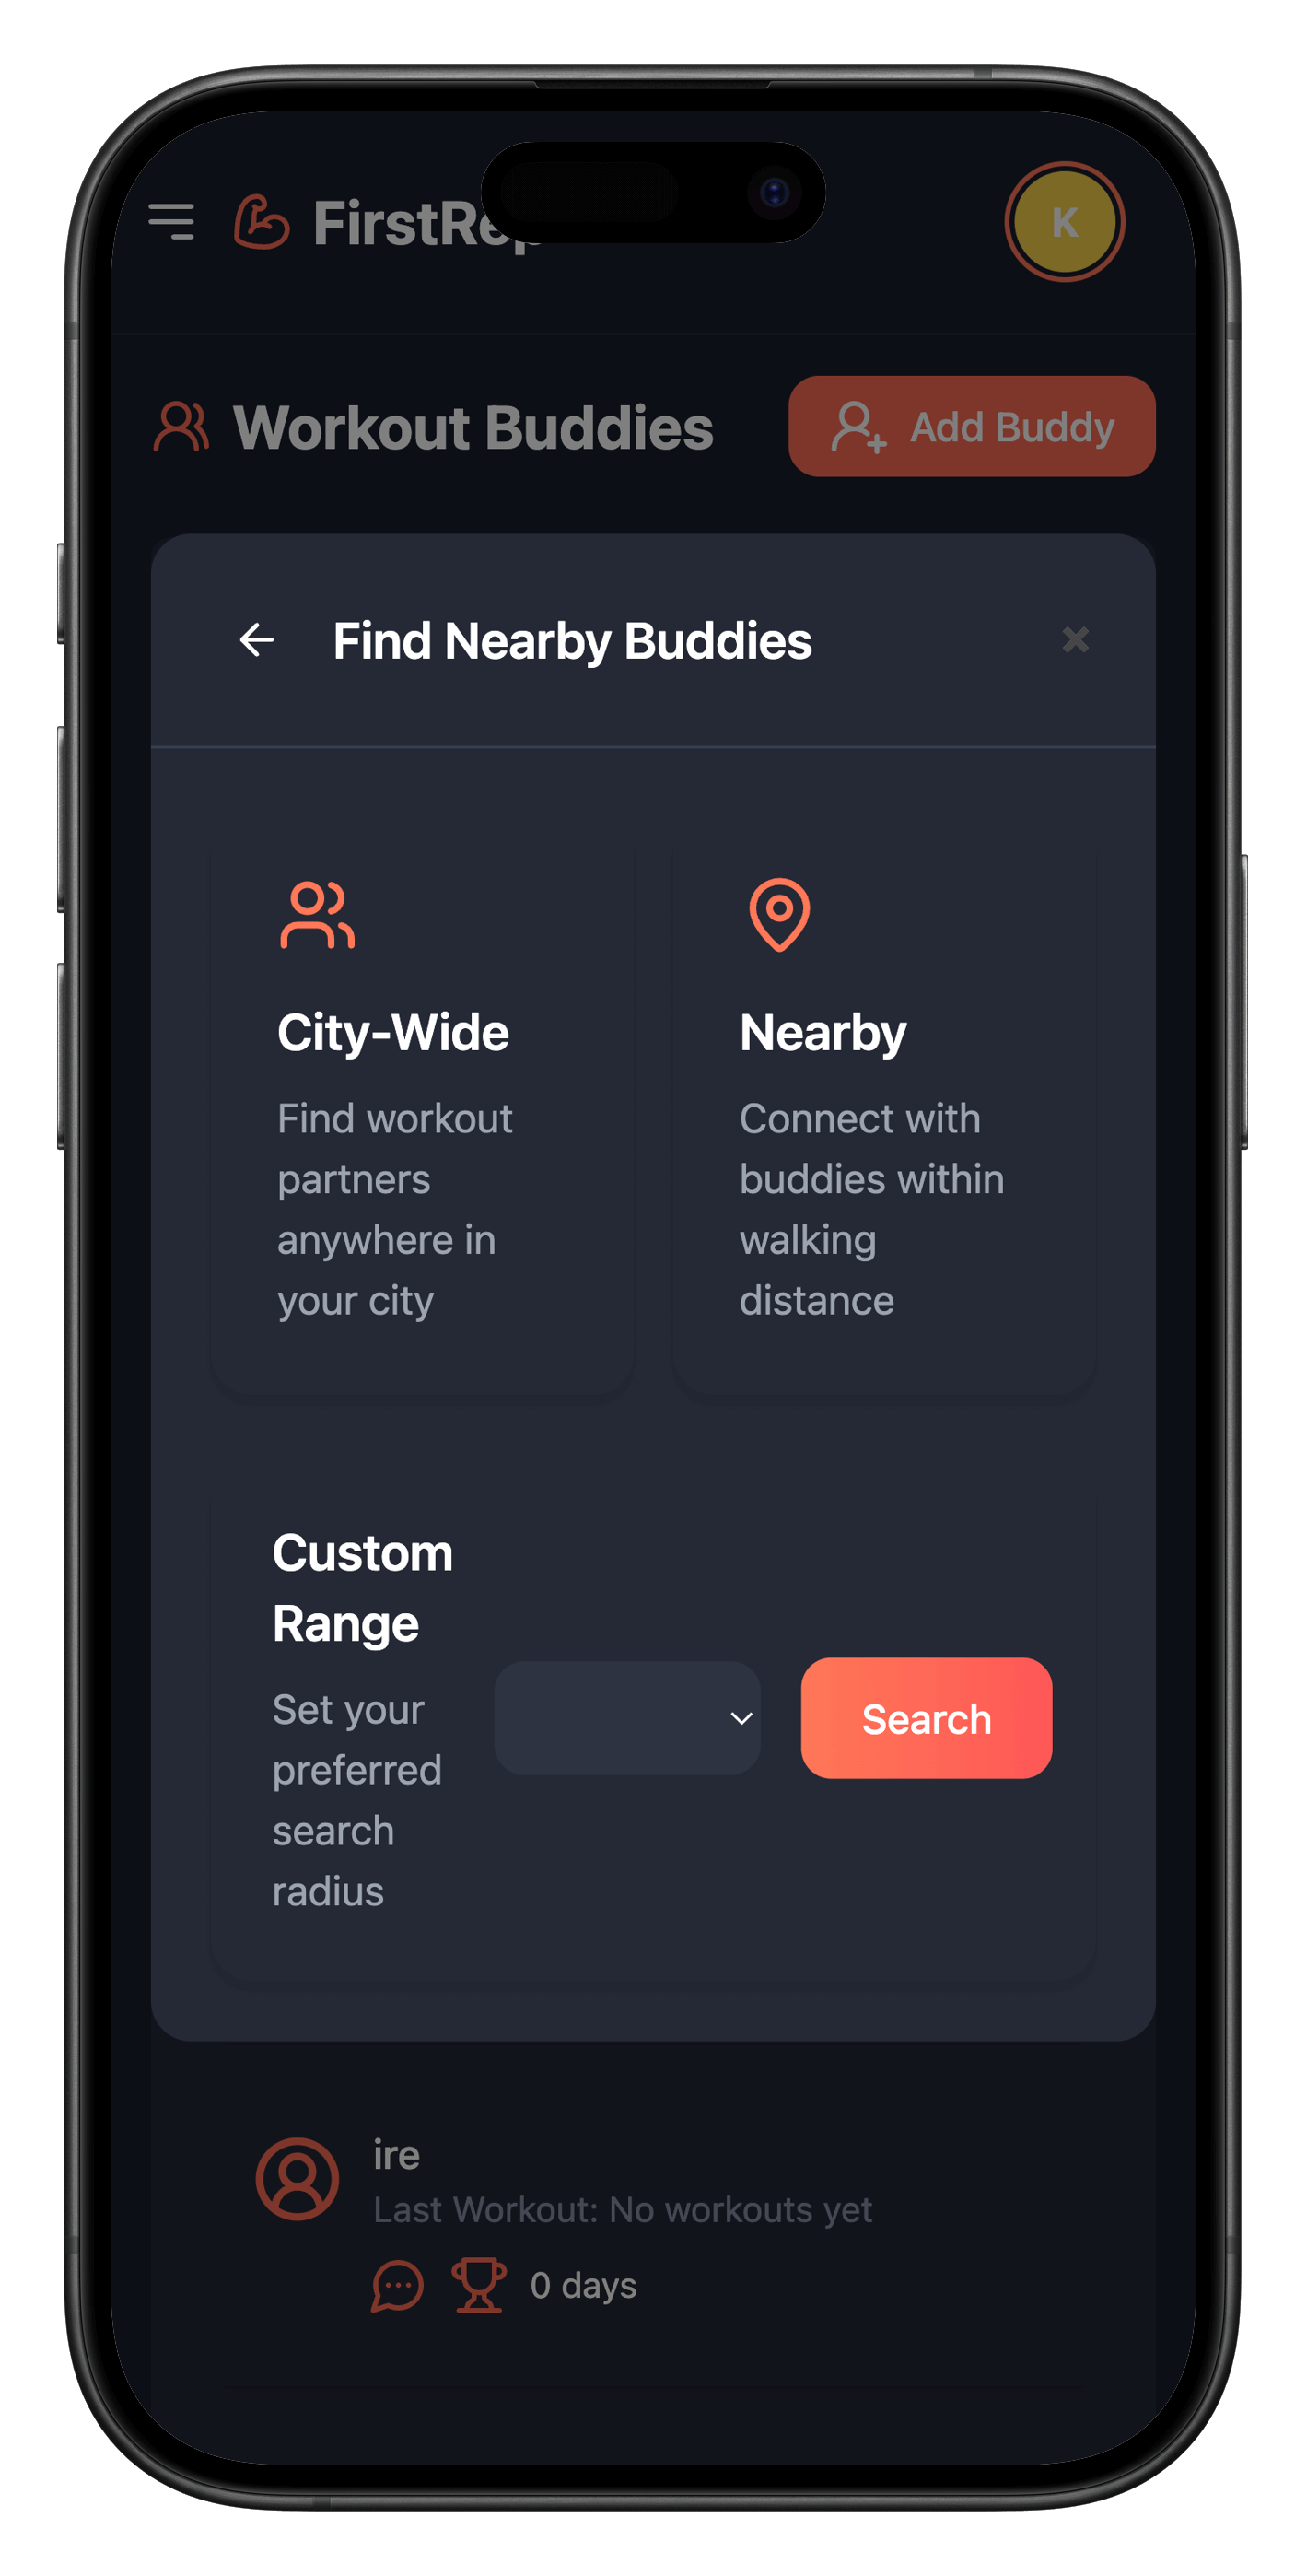 FirstRep
K
Workout Buddies
Add Buddy
Find Nearby Buddies
City-Wide
Find workout
partners
anywhere in
your city
Nearby
Connect with
buddies within
walking
distance
Custom
Range
Set your
preferred
search
radius
Search
ire
Last Workout: No workouts yet
0 days